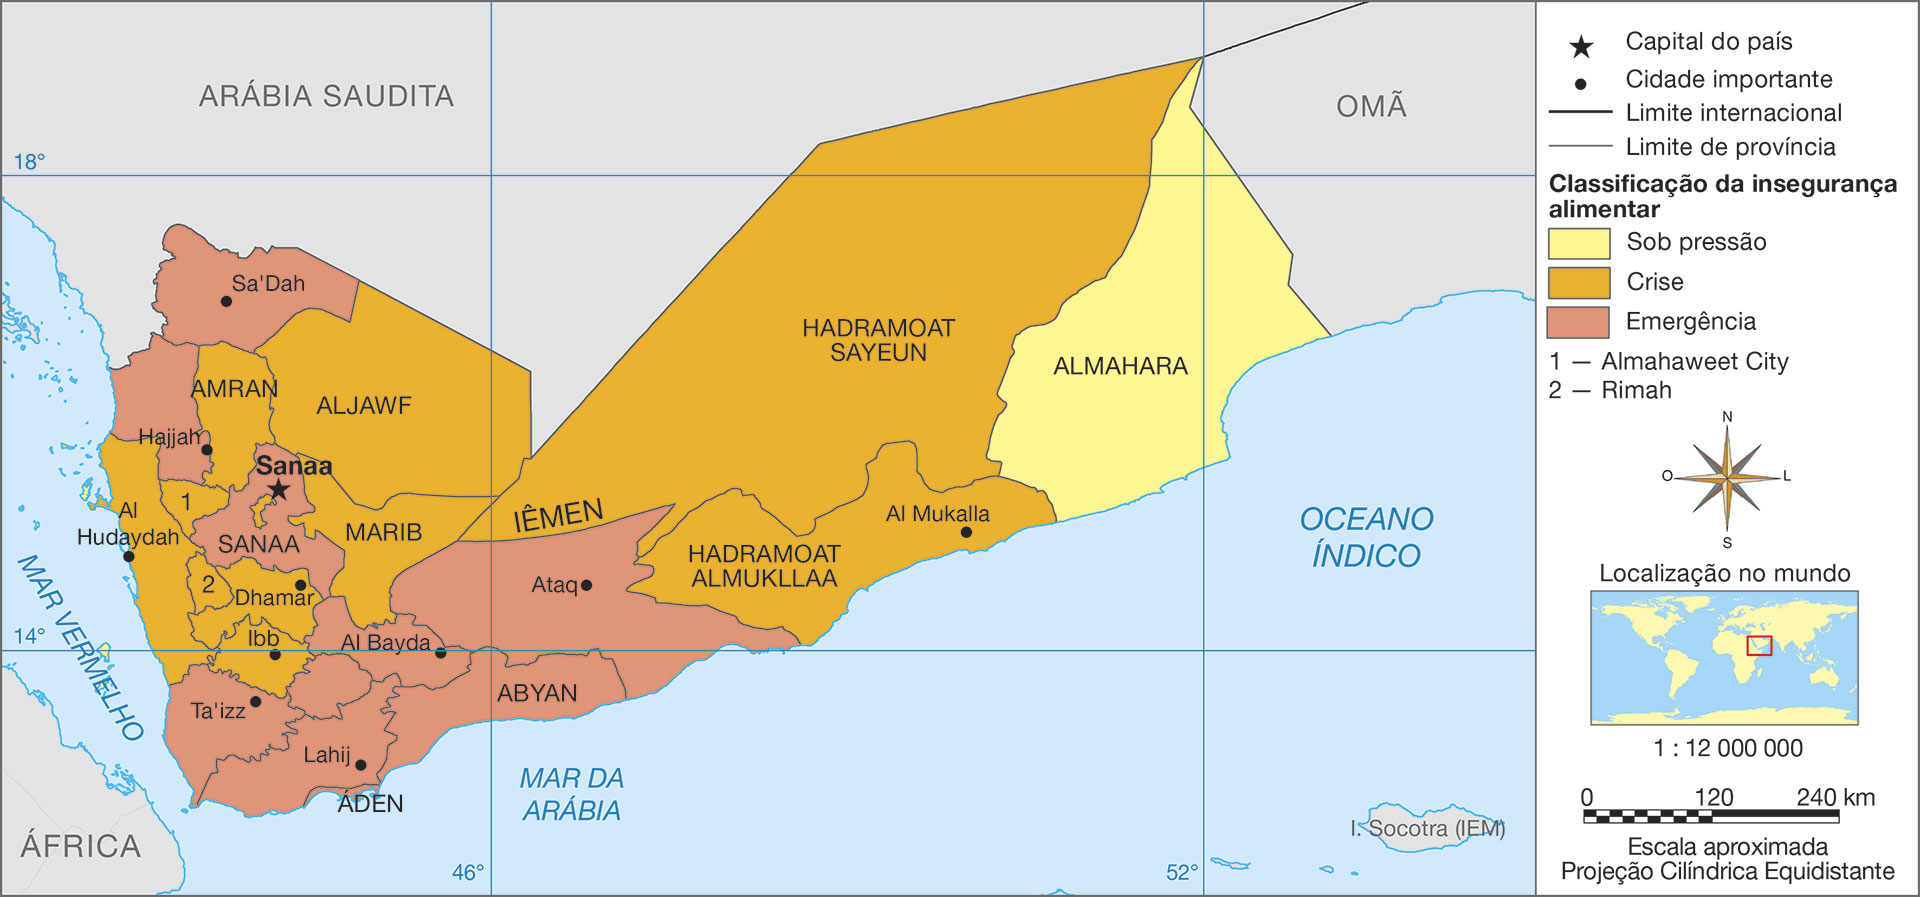 ARÁBIA SAUDITA
OMÃ
18°
Sa'Dah
HADRAMOAT
SAYEUN
ALMAHARA
AMRAN
ALJAWF
Hajjah
Sanaa
1
Al
Hudaydah
SANAA
MARIB
IÊMEN
Al Mukalla
HADRAMOAT
ALMUKLLAA
OCEANO
ÍNDICO
2
Dhamar
Ataq
MAR VERMELHO
14°
Ibb
Al Bayda
ABYAN
Ta'izz
Lahij
ÁDEN
MAR DA
ARÁBIA
I. Socotra (IEM)
ÁFRICA
46°
52°
Capital do país
Cidade importante
Limite internacional
Limite de província
Classificação da insegurança
alimentar
Sob pressão
Crise
Emergência
1 — Almahaweet City
2 — Rimah
N
O
L
S
Localização no mundo
1 : 12 000 000
0 120 240 km
Escala aproximada
Projeção Cilíndrica Equidistante